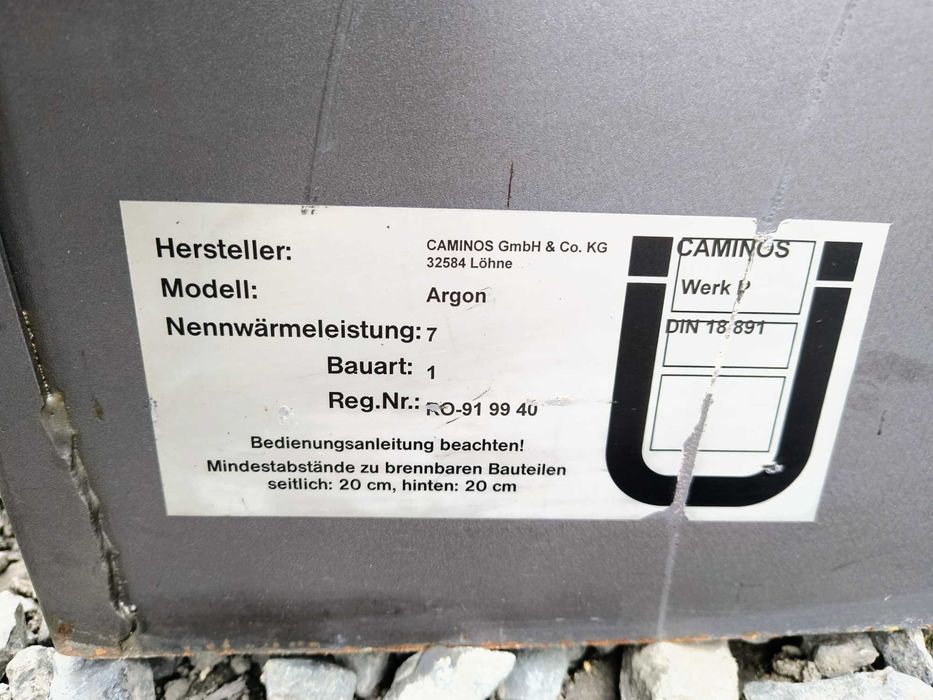 Hersteller: CAMINOS GmbH & Co. KG
32584 Löhne
Modell: Argon
Nennwärmeleistung: 7
Bauart: 1
Reg.Nr.: RO-91 99 40
Bedienungsanleitung beachten!
Mindestabstände zu brennbaren Bauteilen
seitlich: 20 cm, hinten: 20 cm
Ü
CAMINOS
Werk P
DIN 18 891